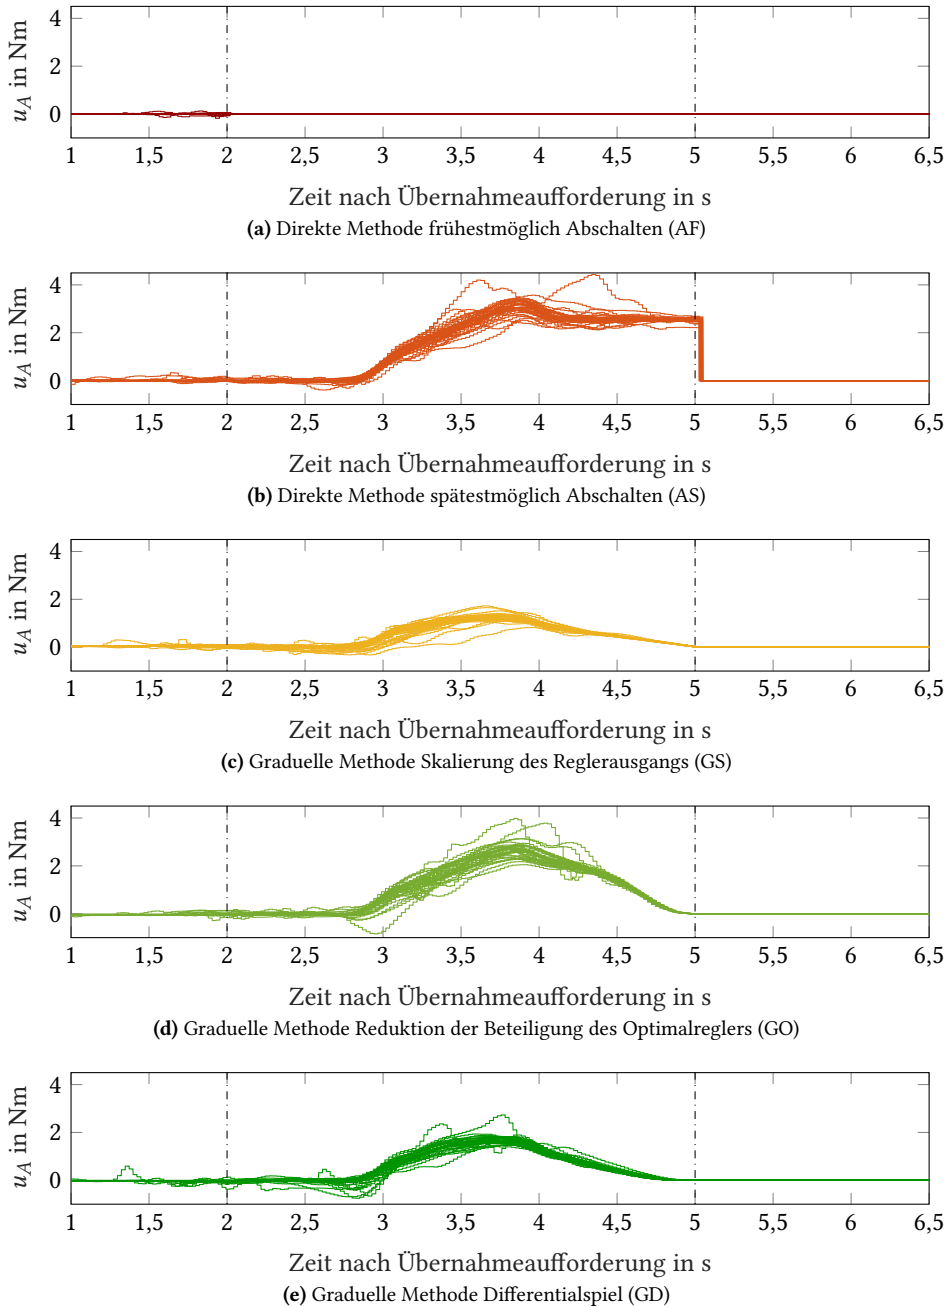 4
2
0
u_A in Nm
1 1,5 2 2,5 3 3,5 4 4,5 5 5,5 6 6,5
Zeit nach Übernahmeaufforderung in s
(a) Direkte Methode frühestmöglich Abschalten (AF)
4
2
0
u_A in Nm
1 1,5 2 2,5 3 3,5 4 4,5 5 5,5 6 6,5
Zeit nach Übernahmeaufforderung in s
(b) Direkte Methode spätestmöglich Abschalten (AS)
4
2
0
u_A in Nm
1 1,5 2 2,5 3 3,5 4 4,5 5 5,5 6 6,5
Zeit nach Übernahmeaufforderung in s
(c) Graduelle Methode Skalierung des Reglerausgangs (GS)
4
2
0
u_A in Nm
1 1,5 2 2,5 3 3,5 4 4,5 5 5,5 6 6,5
Zeit nach Übernahmeaufforderung in s
(d) Graduelle Methode Reduktion der Beteiligung des Optimalreglers (GO)
4
2
0
u_A in Nm
1 1,5 2 2,5 3 3,5 4 4,5 5 5,5 6 6,5
Zeit nach Übernahmeaufforderung in s
(e) Graduelle Methode Differentialspiel (GD)